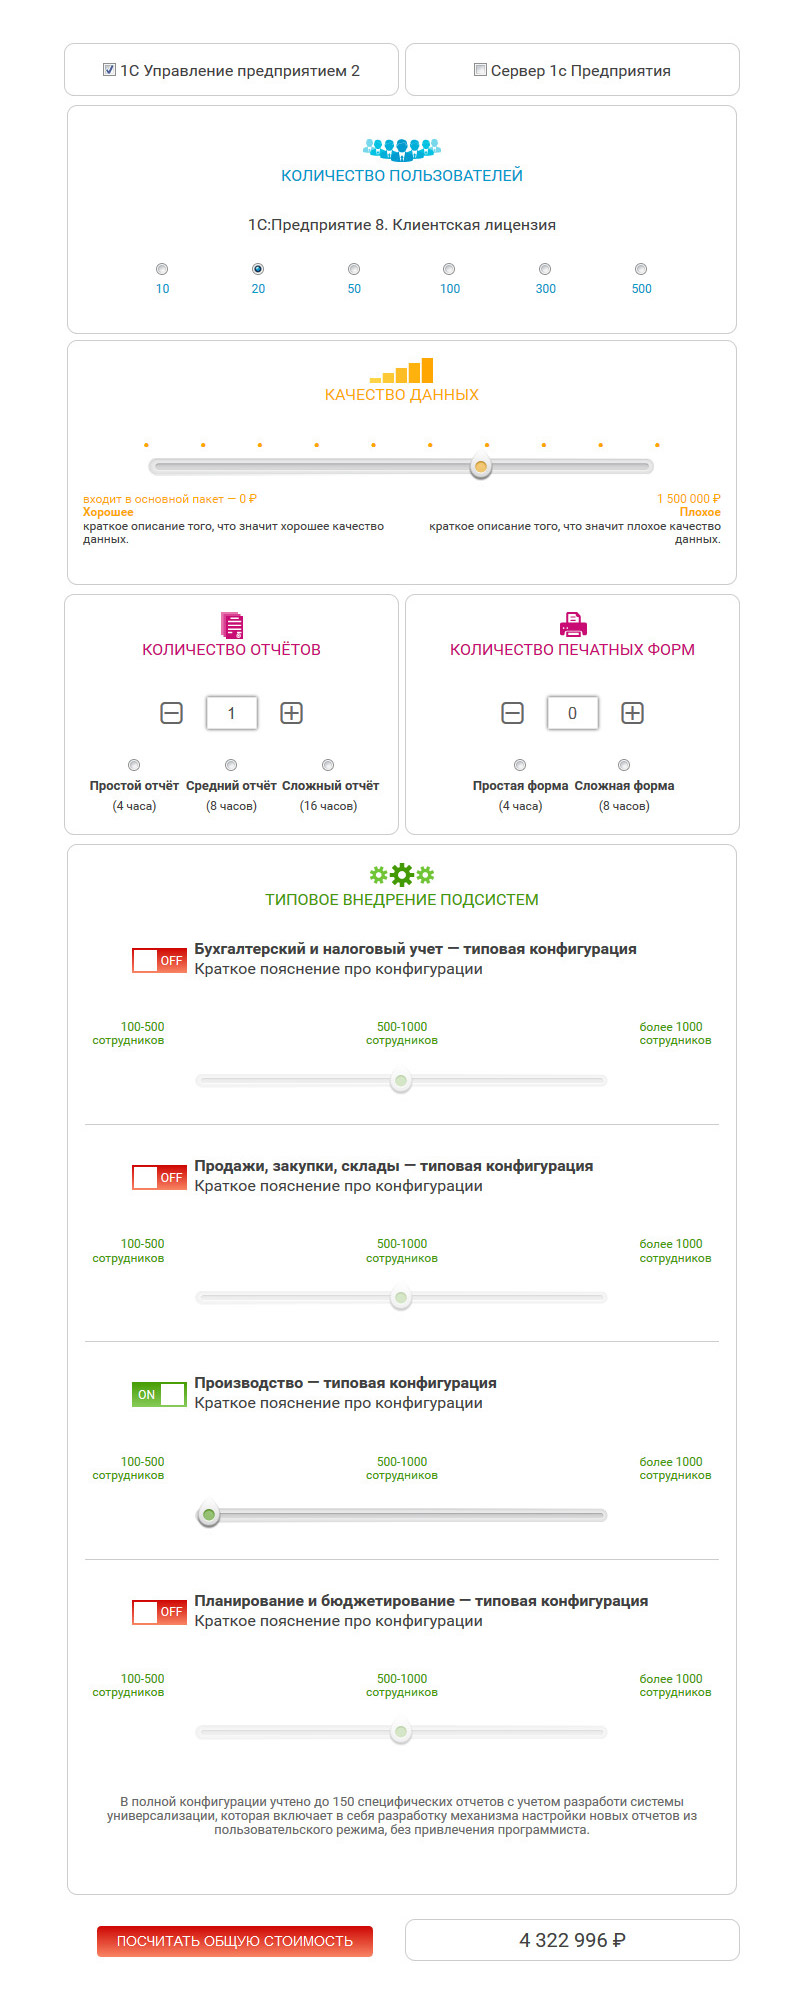 1С Управление предприятием 2
Сервер 1с Предприятия
КОЛИЧЕСТВО ПОЛЬЗОВАТЕЛЕЙ
1С:Предприятие 8. Клиентская лицензия
10 20 50 100 300 500
КАЧЕСТВО ДАННЫХ
входит в основной пакет — 0 ₽
Хорошее
краткое описание того, что значит хорошее качество
данных.
1 500 000 ₽
Плохое
краткое описание того, что значит плохое качество
данных.
КОЛИЧЕСТВО ОТЧЁТОВ
1
Простой отчёт Средний отчёт Сложный отчёт
(4 часа) (8 часов) (16 часов)
КОЛИЧЕСТВО ПЕЧАТНЫХ ФОРМ
0
Простая форма Сложная форма
(4 часа) (8 часов)
ТИПОВОЕ ВНЕДРЕНИЕ ПОДСИСТЕМ
OFF
Бухгалтерский и налоговый учет — типовая конфигурация
Краткое пояснение про конфигурации
100-500 500-1000 более 1000
сотрудников сотрудников сотрудников
OFF
Продажи, закупки, склады — типовая конфигурация
Краткое пояснение про конфигурации
100-500 500-1000 более 1000
сотрудников сотрудников сотрудников
ON
Производство — типовая конфигурация
Краткое пояснение про конфигурации
100-500 500-1000 более 1000
сотрудников сотрудников сотрудников
OFF
Планирование и бюджетирование — типовая конфигурация
Краткое пояснение про конфигурации
100-500 500-1000 более 1000
сотрудников сотрудников сотрудников
В полной конфигурации учтено до 150 специфических отчетов с учетом разработи системы
универсализации, которая включает в себя разработку механизма настройки новых отчетов из
пользовательского режима, без привлечения программиста.
ПОСЧИТАТЬ ОБЩУЮ СТОИМОСТЬ
4 322 996 ₽